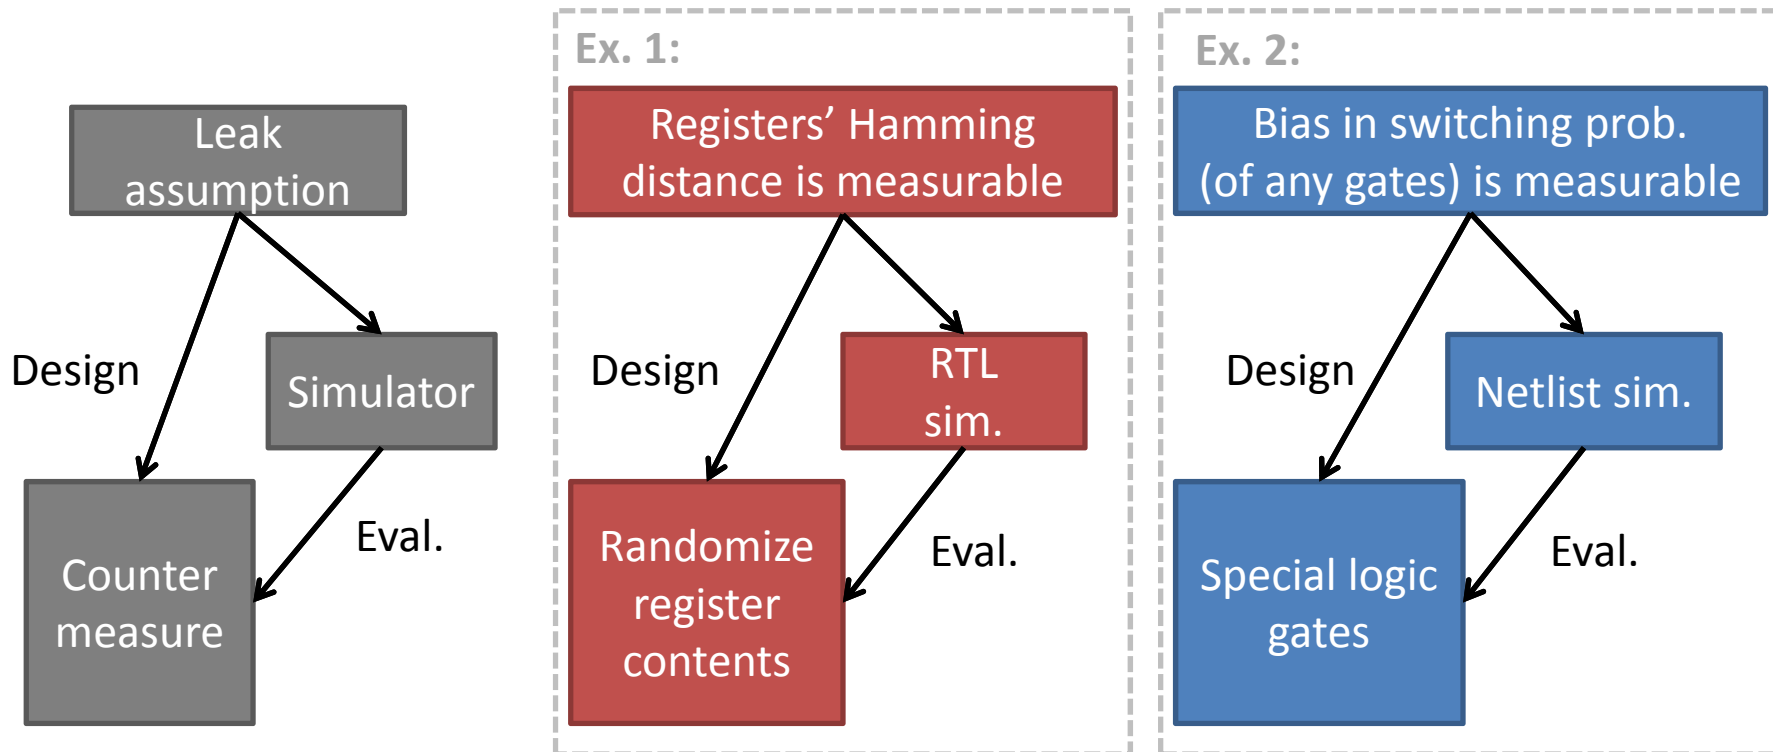 Leak
assumption
Design
Simulator
Counter
measure
Eval.
Ex. 1:
Registers’ Hamming
distance is measurable
Design
RTL
sim.
Randomize
register
contents
Eval.
Ex. 2:
Bias in switching prob.
(of any gates) is measurable
Design
Netlist sim.
Special logic
gates
Eval.